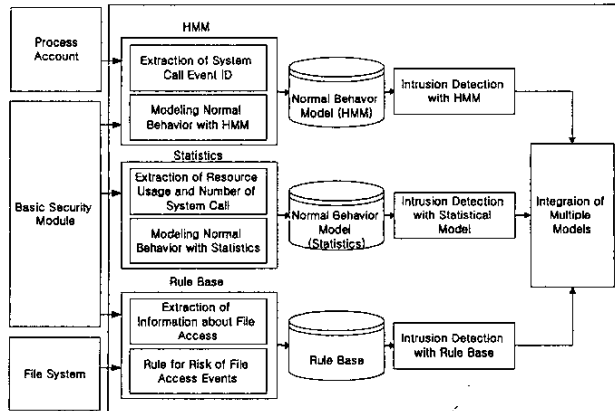 HMM
Process
Account
Extraction of System
Call Event ID
Modeling Normal
Behavior with HMM
Normal Behavor
Model (HMM)
Intrusion Detection
with HMM
Statistics
Basic Security
Module
Extraction of Resource
Usage and Number of
System Call
Modeling Normal
Behavior with Statistics
Normal Behavor
Model
(Statistics)
Intrusion Detection
with Statistical
Model
Integraion of
Multiple
Models
Rule Base
Extraction of
Information about File
Access
Rule for Risk of File
Access Events
Rule Base
Intrusion Detection
with Rule Base
File System